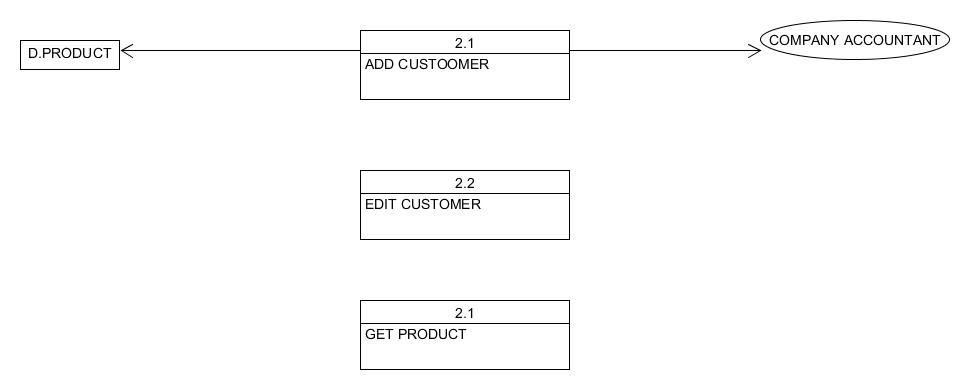 2.1
COMPANY ACCOUNTANT
D.PRODUCT
ADD CUSTOOMER
2.2
EDIT CUSTOMER
2.1
GET PRODUCT